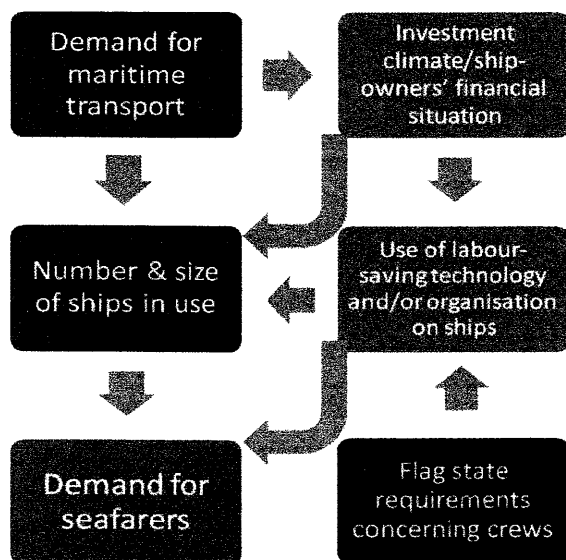 Demand for
maritime
transport
Investment
climate/ship-
owners' financial
situation
Number & size
of ships in use
Use of labour-
saving technology
and/or organisation
on ships
Demand for
seafarers
Flag state
requirements
concerning crews